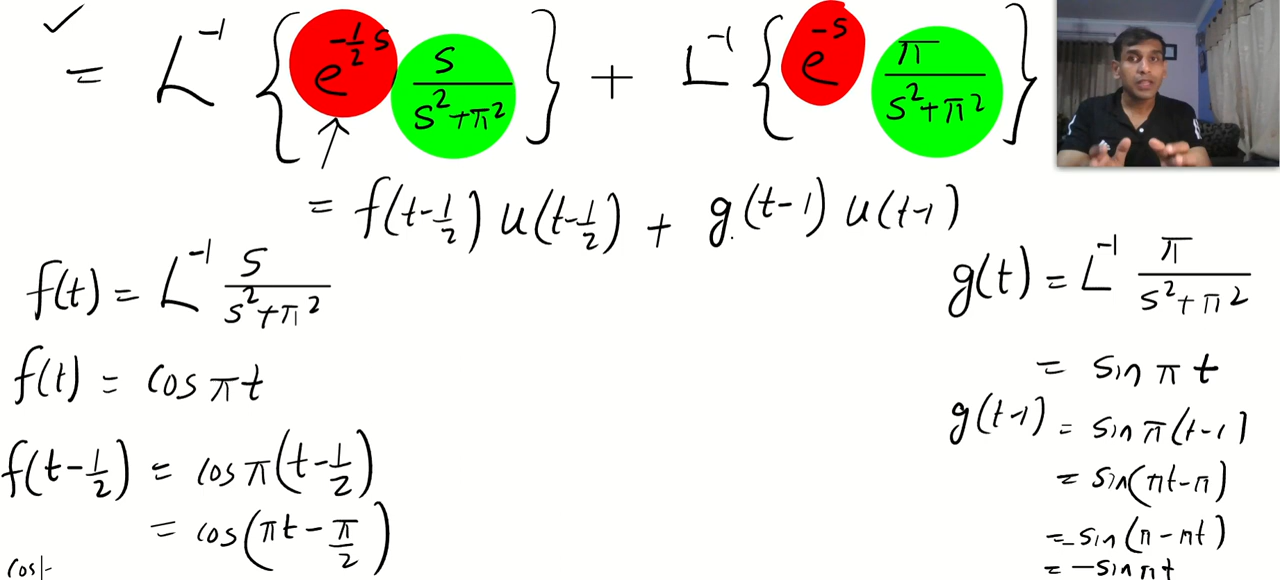 ✓
= L⁻¹ { e^(-1/2 s) s/(s²+π²) } + L⁻¹ { e^(-s) π/(s²+π²) }
= f(t-1/2) u(t-1/2) + g(t-1) u(t-1)
f(t) = L⁻¹ s/(s²+π²)
f(t) = cos πt
f(t-1/2) = cos π(t-1/2)
= cos(πt - π/2)
cos(-
g(t) = L⁻¹ π/(s²+π²)
= sin π t
g(t-1) = sin π(t-1)
= sin(πt-π)
= -sin(π-πt)
= -sin πt